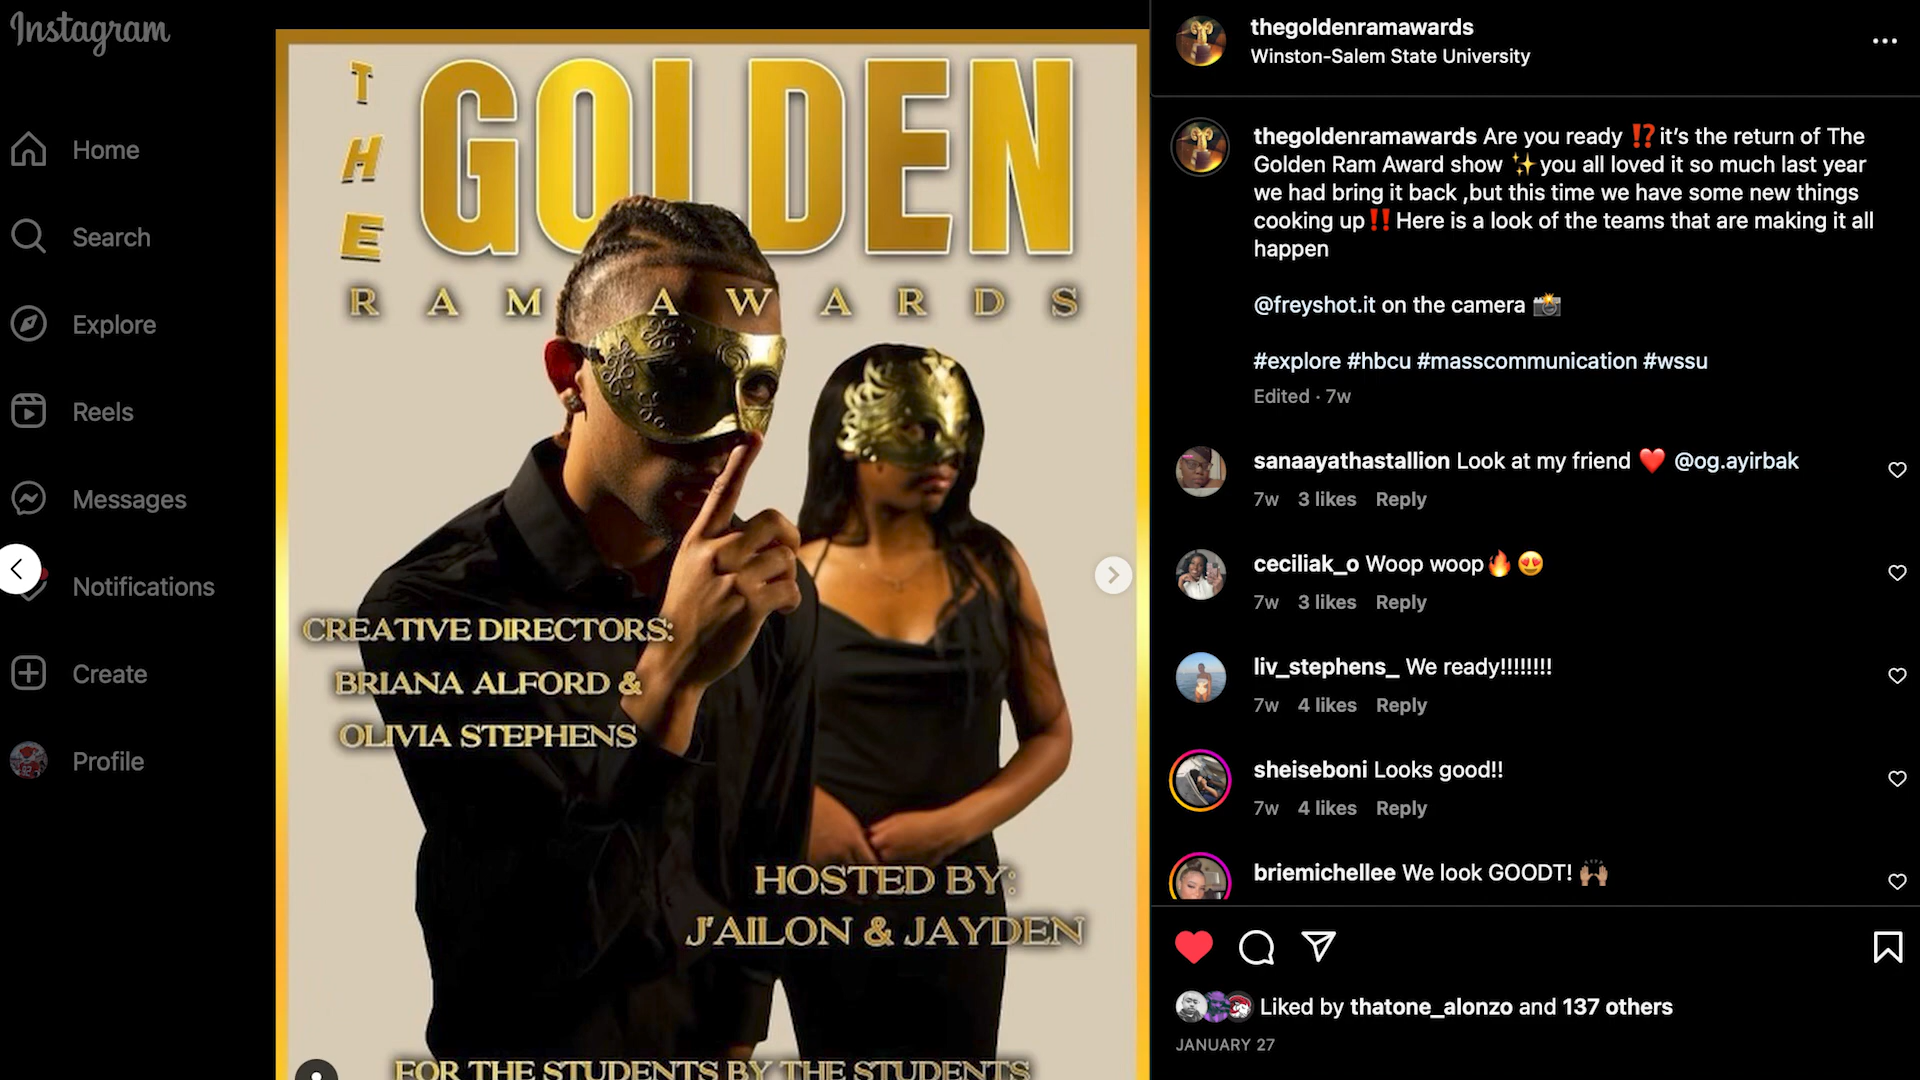 Instagram
Home
Search
Explore
Reels
Messages
Notifications
Create
Profile
THE
GOLDEN
RAM AWARDS
CREATIVE DIRECTORS:
BRIANA ALFORD &
OLIVIA STEPHENS
HOSTED BY:
J'AILON & JAYDEN
FOR THE STUDENTS BY THE STUDENTS
thegoldenramawards
Winston-Salem State University
thegoldenramawards Are you ready ⁉️it’s the return of The
Golden Ram Award show ✨you all loved it so much last year
we had bring it back ,but this time we have some new things
cooking up‼️Here is a look of the teams that are making it all
happen
@freyshot.it on the camera 📸
#explore #hbcu #masscommunication #wssu
Edited · 7w
sanaayathastallion Look at my friend ❤️ @og.ayirbak
7w 3 likes Reply
ceciliak_o Woop woop🔥😍
7w 3 likes Reply
liv_stephens_ We ready!!!!!!!!
7w 4 likes Reply
sheiseboni Looks good!!
7w 4 likes Reply
briemichellee We look GOODT! 🙌🏽
Liked by thatone_alonzo and 137 others
JANUARY 27